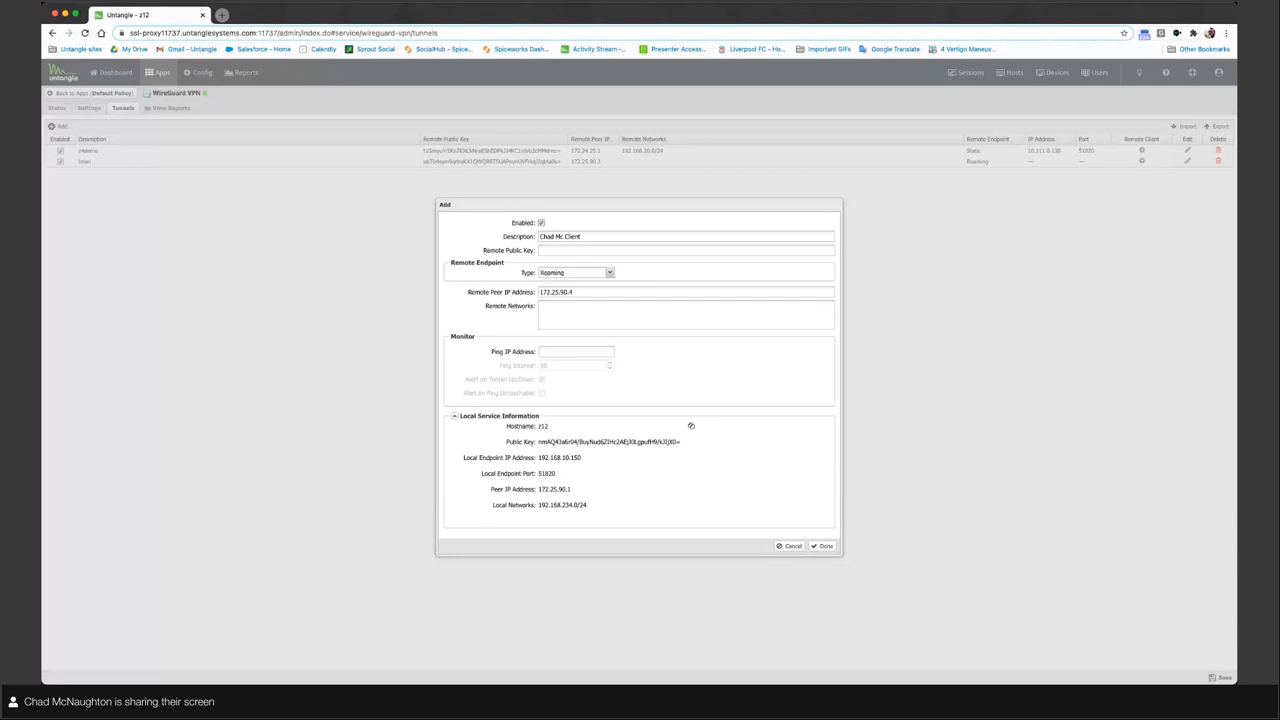 Untangle - z12
ssl-proxy11737.untanglesystems.com:11737/admin/index.do#service/wireguard-vpn/tunnels
Untangle sites My Drive Gmail - Untangle Salesforce - Home Calendly Sprout Social SocialHub - Spice... Spiceworks Dash... Activity Stream -... Presenter Access... Liverpool FC - Ho... Important GIFs Google Translate 4 Vertigo Maneuv... Other Bookmarks
untangle Dashboard Apps Config Reports Sessions Hosts Devices Users
Back to Apps (Default Policy) WireGuard VPN
Status Settings Tunnels View Reports
Add Import Export
Enabled Description Remote Public Key Remote Peer IP... Remote Networks Remote Endpoint IP Address Port Remote Client Edit Delete
z4demo 172.24.25.1 192.168.20.0/24 Static 10.111.0.138 51820
brian 172.25.90.3 Roaming — —
Add
Enabled:
Description: Chad Mc Client
Remote Public Key:
Remote Endpoint
Type: Roaming
Remote Peer IP Address: 172.25.90.4
Remote Networks:
Monitor
Ping IP Address:
Ping Interval: 60
Alert on Tunnel Up/Down:
Alert on Ping Unreachable:
Local Service Information
Hostname: z12
Public Key:
Local Endpoint IP Address: 192.168.10.150
Local Endpoint Port: 51820
Peer IP Address: 172.25.90.1
Local Networks: 192.168.234.0/24
Cancel Done
Save
Chad McNaughton is sharing their screen